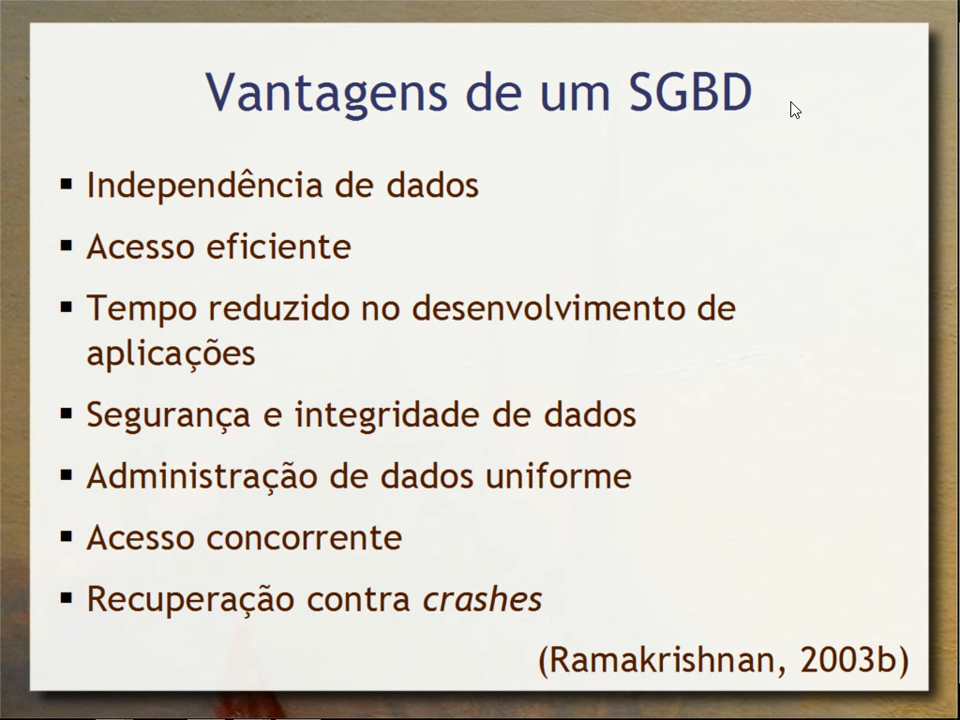 Vantagens de um SGBD
▪ Independência de dados
▪ Acesso eficiente
▪ Tempo reduzido no desenvolvimento de
aplicações
▪ Segurança e integridade de dados
▪ Administração de dados uniforme
▪ Acesso concorrente
▪ Recuperação contra crashes
(Ramakrishnan, 2003b)